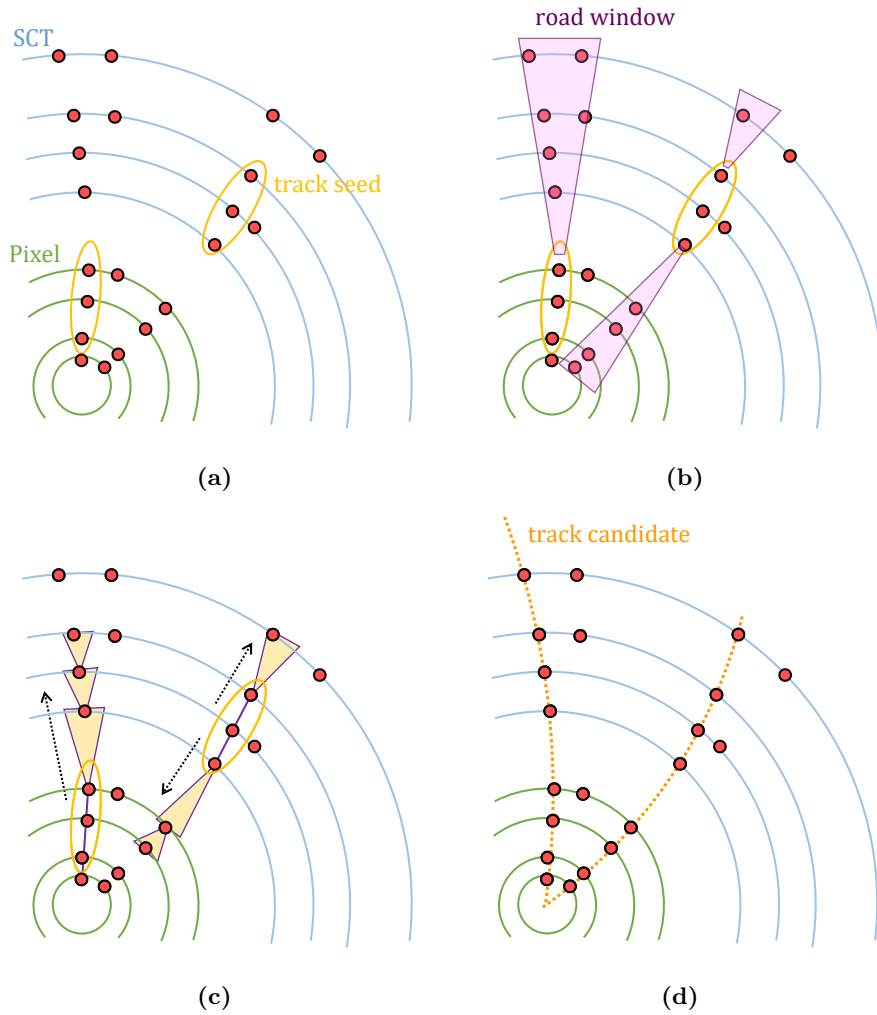 SCT
track seed
Pixel
(a)
road window
(b)
(c)
track candidate
(d)